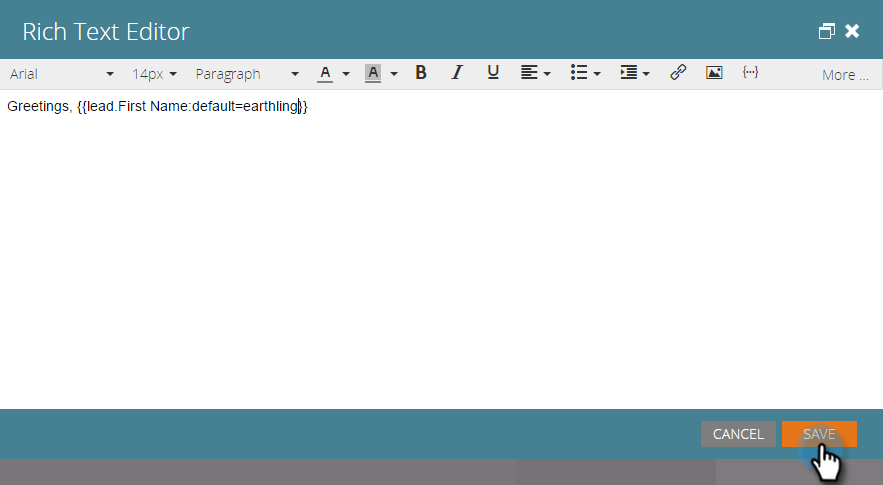 Rich Text Editor
Arial 14px Paragraph A A B I U {···} More ...
Greetings, {{lead.First Name:default=earthling}}
CANCEL SAVE